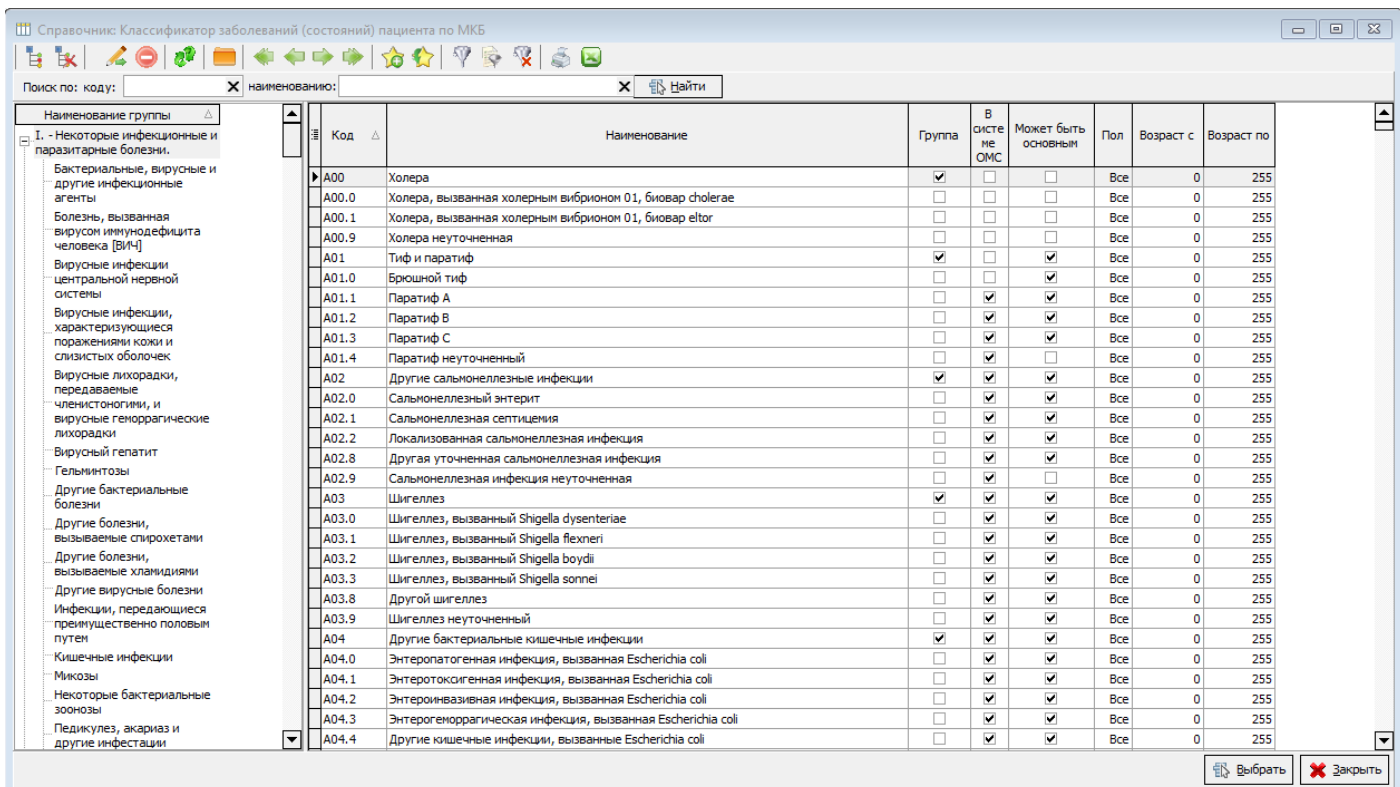 Справочник: Классификатор заболеваний (состояний) пациента по МКБ
Поиск по: коду: наименованию: Найти
Наименование группы
I. - Некоторые инфекционные и
паразитарные болезни.
Бактериальные, вирусные и
другие инфекционные
агенты
Болезнь, вызванная
вирусом иммунодефицита
человека [ВИЧ]
Вирусные инфекции
центральной нервной
системы
Вирусные инфекции,
характеризующиеся
поражениями кожи и
слизистых оболочек
Вирусные лихорадки,
передаваемые
членистоногими, и
вирусные геморрагические
лихорадки
Вирусный гепатит
Гельминтозы
Другие бактериальные
болезни
Другие болезни,
вызываемые спирохетами
Другие болезни,
вызываемые хламидиями
Другие вирусные болезни
Инфекции, передающиеся
преимущественно половым
путем
Кишечные инфекции
Микозы
Некоторые бактериальные
зоонозы
Педикулез, акариаз и
другие инфестации
Код Наименование Группа В систе ме ОМС Может быть основным Пол Возраст с Возраст по
A00 Холера Все 0 255
A00.0 Холера, вызванная холерным вибрионом 01, биовар cholerae Все 0 255
A00.1 Холера, вызванная холерным вибрионом 01, биовар eltor Все 0 255
A00.9 Холера неуточненная Все 0 255
A01 Тиф и паратиф Все 0 255
A01.0 Брюшной тиф Все 0 255
A01.1 Паратиф A Все 0 255
A01.2 Паратиф B Все 0 255
A01.3 Паратиф C Все 0 255
A01.4 Паратиф неуточненный Все 0 255
A02 Другие сальмонеллезные инфекции Все 0 255
A02.0 Сальмонеллезный энтерит Все 0 255
A02.1 Сальмонеллезная септицемия Все 0 255
A02.2 Локализованная сальмонеллезная инфекция Все 0 255
A02.8 Другая уточненная сальмонеллезная инфекция Все 0 255
A02.9 Сальмонеллезная инфекция неуточненная Все 0 255
A03 Шигеллез Все 0 255
A03.0 Шигеллез, вызванный Shigella dysenteriae Все 0 255
A03.1 Шигеллез, вызванный Shigella flexneri Все 0 255
A03.2 Шигеллез, вызванный Shigella boydii Все 0 255
A03.3 Шигеллез, вызванный Shigella sonnei Все 0 255
A03.8 Другой шигеллез Все 0 255
A03.9 Шигеллез неуточненный Все 0 255
A04 Другие бактериальные кишечные инфекции Все 0 255
A04.0 Энтеропатогенная инфекция, вызванная Escherichia coli Все 0 255
A04.1 Энтеротоксигенная инфекция, вызванная Escherichia coli Все 0 255
A04.2 Энтероинвазивная инфекция, вызванная Escherichia coli Все 0 255
A04.3 Энтерогеморрагическая инфекция, вызванная Escherichia coli Все 0 255
A04.4 Другие кишечные инфекции, вызванные Escherichia coli Все 0 255
Выбрать Закрыть